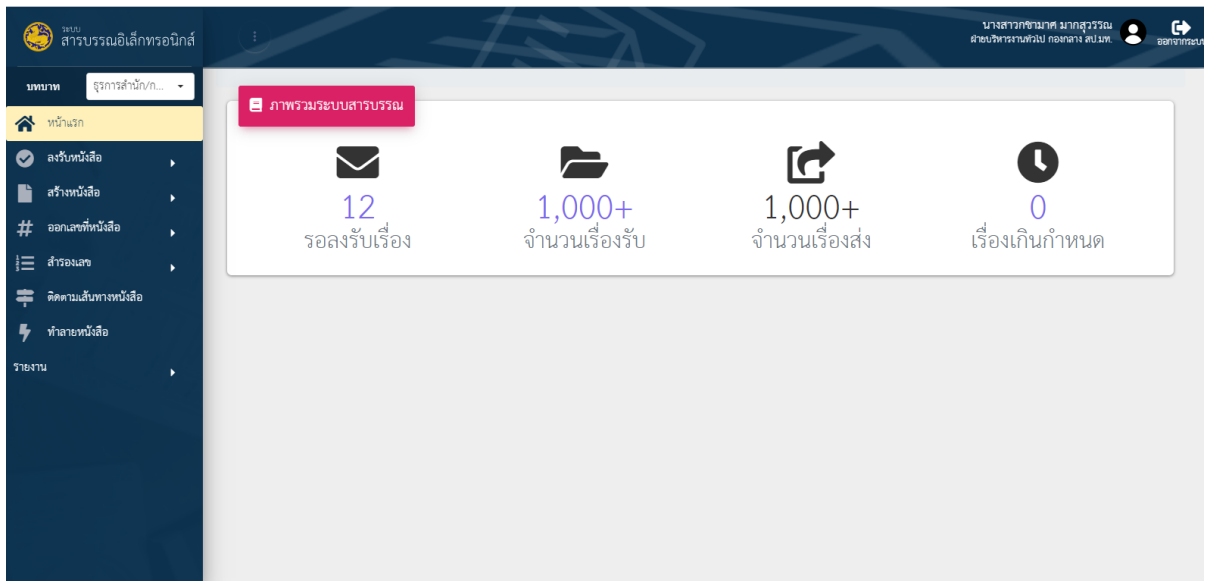 ระบบ
สารบรรณอิเล็กทรอนิกส์
นางสาวกชามาศ มากสุวรรณ
ฝ่ายบริหารงานทั่วไป กองกลาง สป.มท.
ออกจากระบบ
บทบาท
ธุรการสำนัก/ก...
หน้าแรก
ลงรับหนังสือ
สร้างหนังสือ
ออกเลขที่หนังสือ
สำรองเลข
ติดตามเส้นทางหนังสือ
ทำลายหนังสือ
รายงาน
ภาพรวมระบบสารบรรณ
12
รอลงรับเรื่อง
1,000+
จำนวนเรื่องรับ
1,000+
จำนวนเรื่องส่ง
0
เรื่องเกินกำหนด